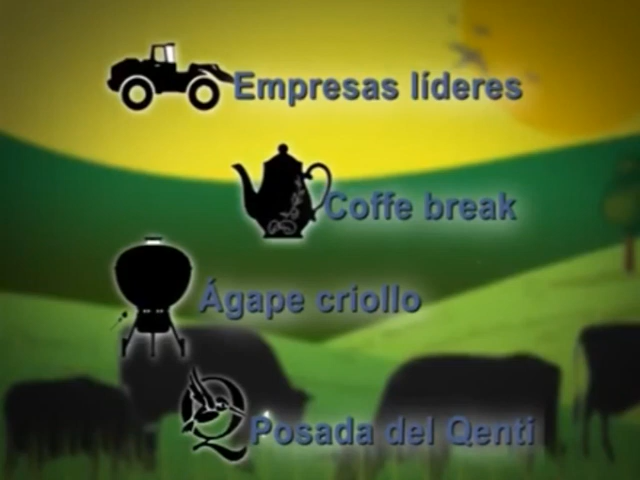 Empresas líderes
Coffe break
Ágape criollo
Posada del Qenti